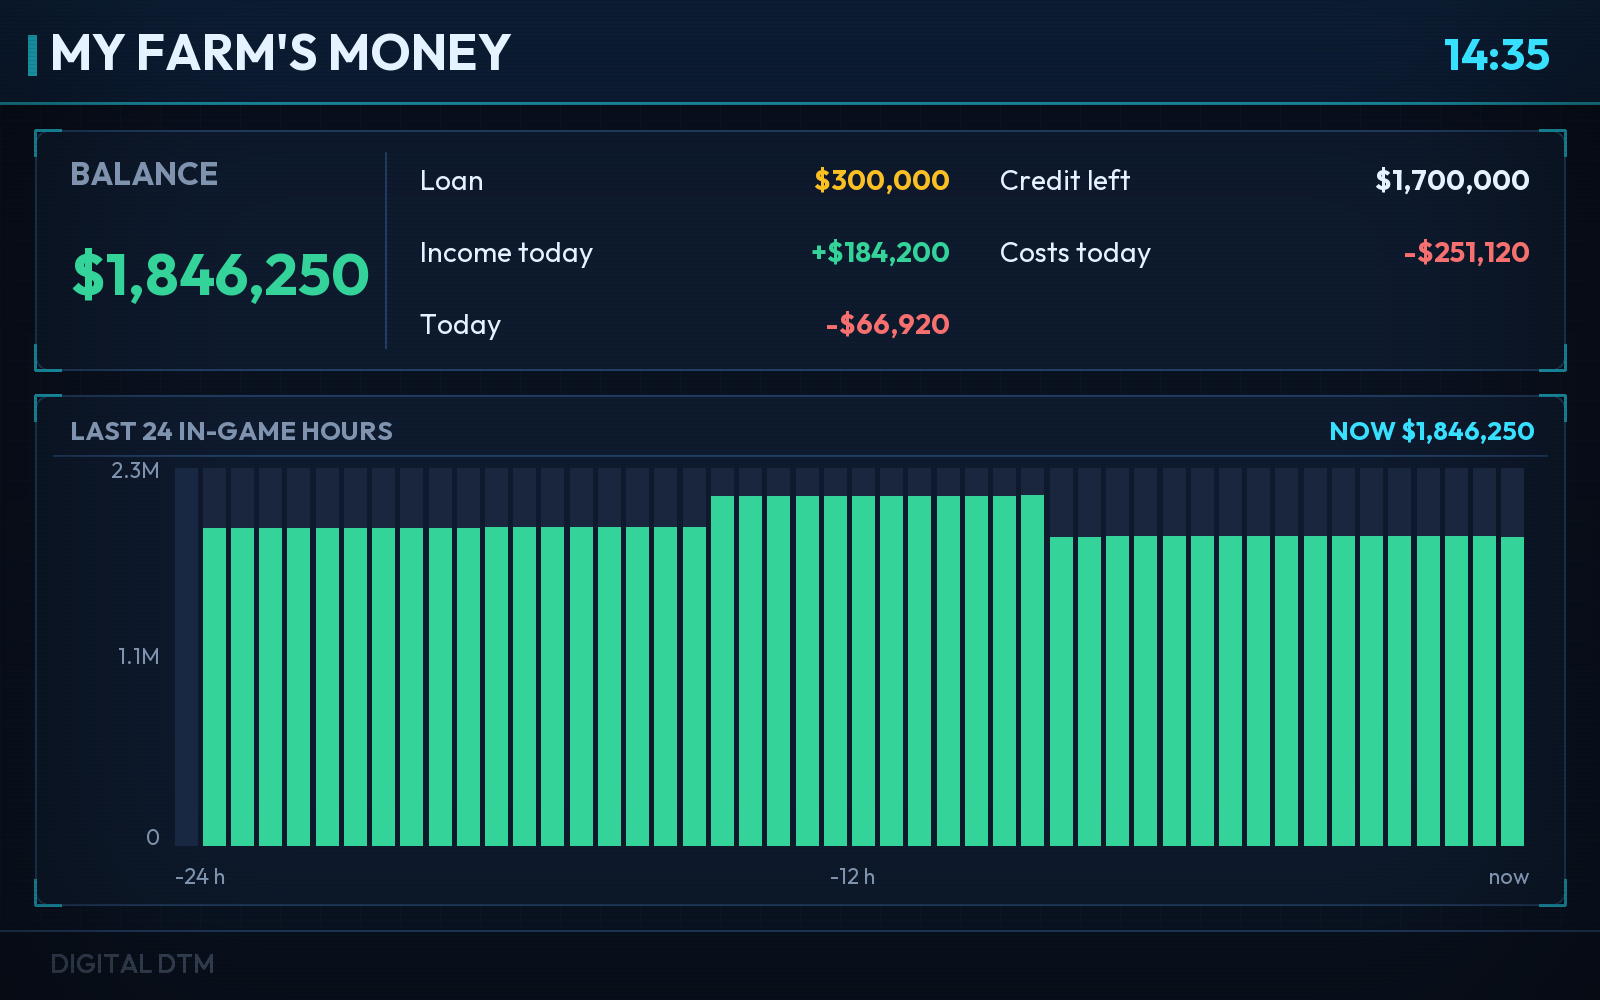 MY FARM'S MONEY
14:35
BALANCE
$1,846,250
Loan $300,000
Credit left $1,700,000
Income today +$184,200
Costs today -$251,120
Today -$66,920
LAST 24 IN-GAME HOURS
NOW $1,846,250
2.3M
1.1M
0
-24 h
-12 h
now
DIGITAL DTM